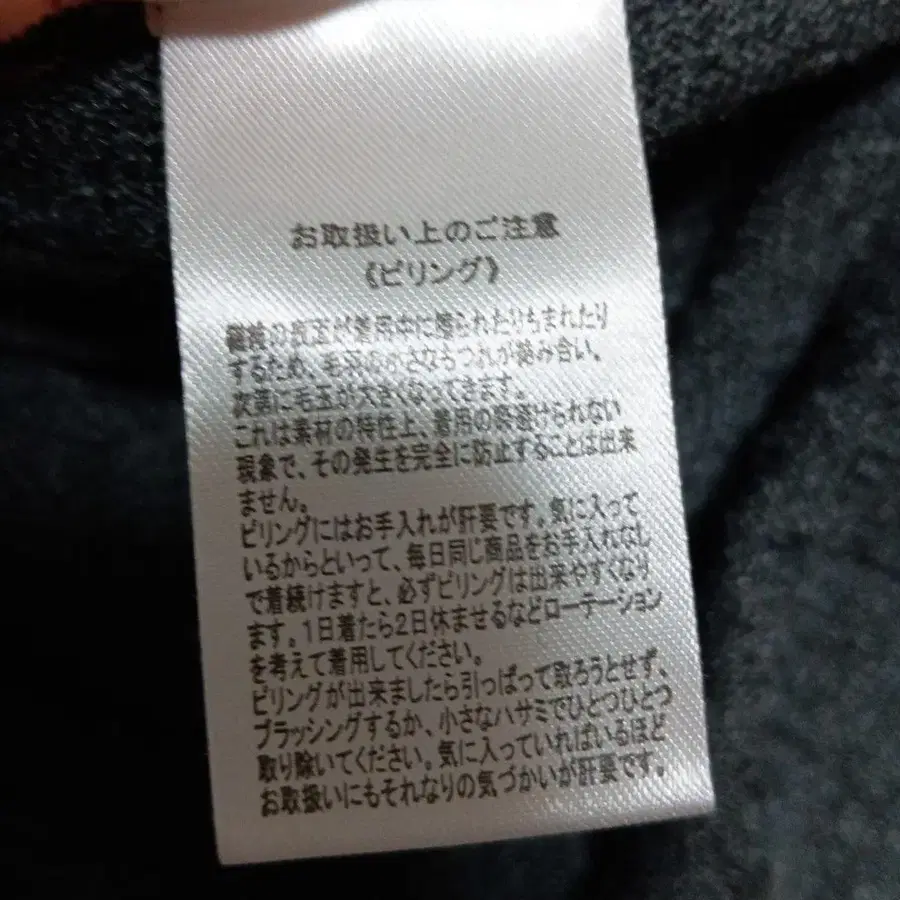 お取扱い上のご注意
《ピリング》
繊維の表面が着用中に擦られたりもまれたり
するため、毛羽の小さなもつれが絡み合い、
次第に毛玉が大きくなってきます。
これは素材の特性上、着用の際避けられない
現象で、その発生を完全に防止することは出来
ません。
ピリングにはお手入れが肝要です。気に入って
いるからといって、毎日同じ商品をお手入れなし
で着続けますと、必ずピリングは出来やすくなり
ます。1日着たら2日休ませるなどローテーション
を考えて着用してください。
ピリングが出来ましたら引っぱって取ろうとせず、
ブラッシングするか、小さなハサミでひとつひとつ
取り除いてください。気に入っていればいるほど
お取扱いにもそれなりの気づかいが肝要です。